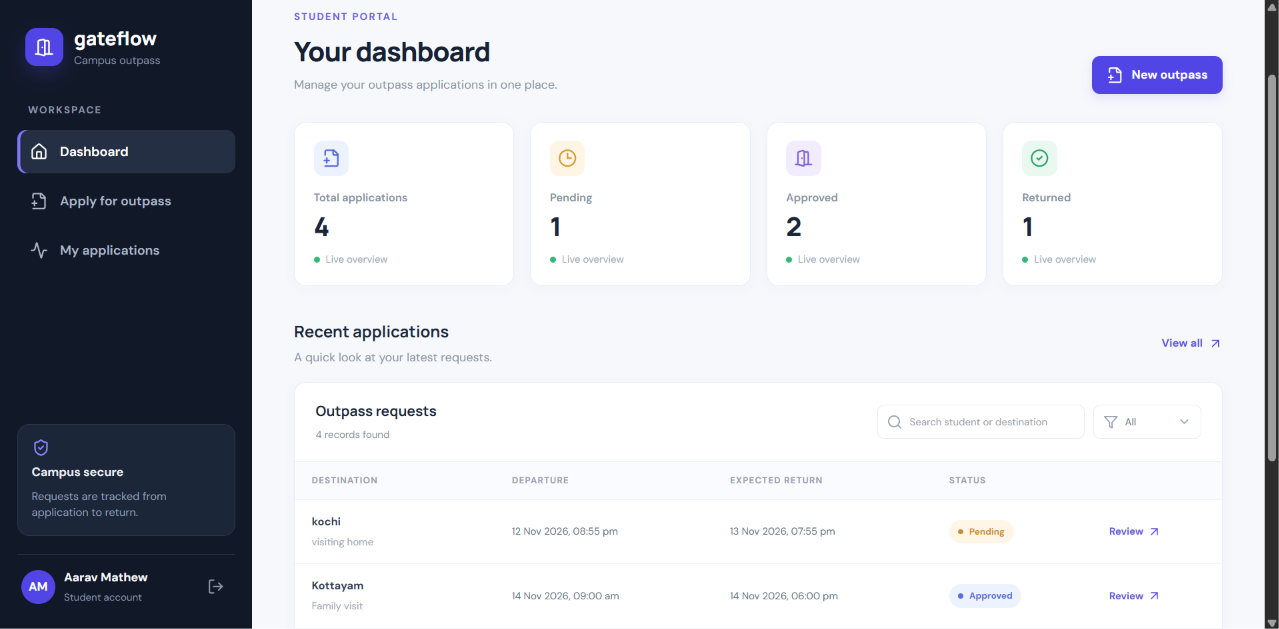 gateflow
Campus outpass
WORKSPACE
Dashboard
Apply for outpass
My applications
Campus secure
Requests are tracked from
application to return.
AM
Aarav Mathew
Student account
STUDENT PORTAL
Your dashboard
Manage your outpass applications in one place.
New outpass
Total applications
4
Live overview
Pending
1
Live overview
Approved
2
Live overview
Returned
1
Live overview
Recent applications
A quick look at your latest requests.
View all
Outpass requests
4 records found
Search student or destination
All
DESTINATION DEPARTURE EXPECTED RETURN STATUS
kochi
visiting home
12 Nov 2026, 08:55 pm 13 Nov 2026, 07:55 pm Pending Review
Kottayam
Family visit
14 Nov 2026, 09:00 am 14 Nov 2026, 06:00 pm Approved Review